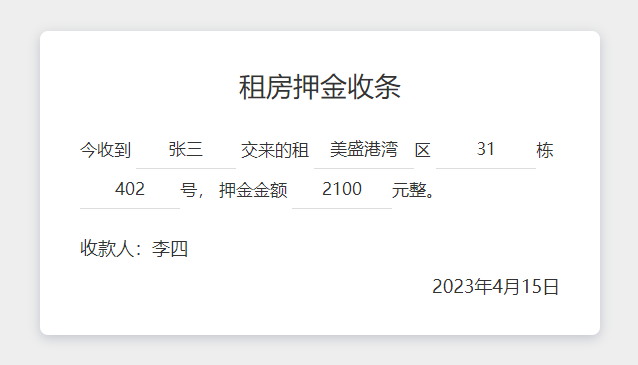 租房押金收条
今收到 张三 交来的租 美盛港湾 区 31 栋
402 号， 押金金额 2100 元整。
收款人：李四
2023年4月15日